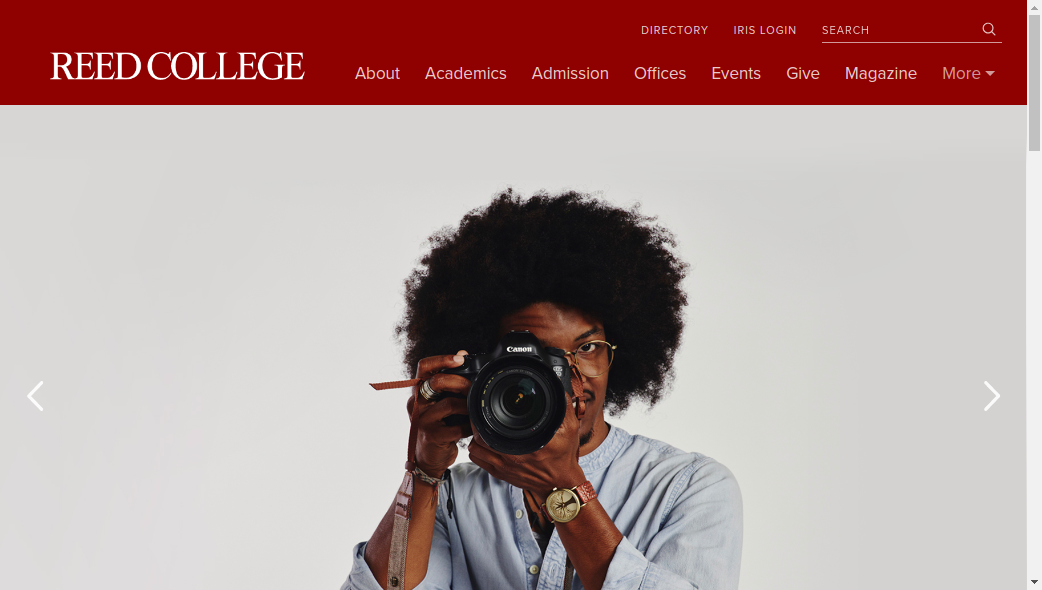 DIRECTORY IRIS LOGIN SEARCH
REED COLLEGE
About Academics Admission Offices Events Give Magazine More
Canon